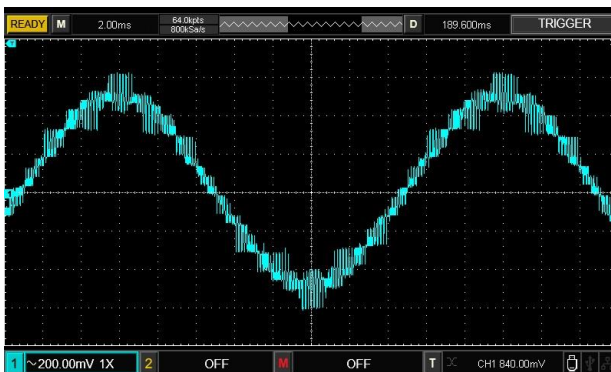 READY M 2.00ms 64.0kpts 800kSa/s D 189.600ms TRIGGER
T
1
1 ~200.00mV 1X 2 OFF M OFF T CH1 840.00mV